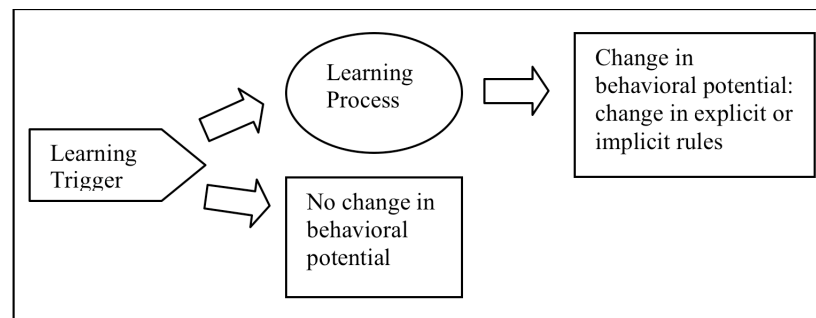 Learning
Trigger
Learning
Process
No change in
behavioral
potential
Change in
behavioral potential:
change in explicit or
implicit rules